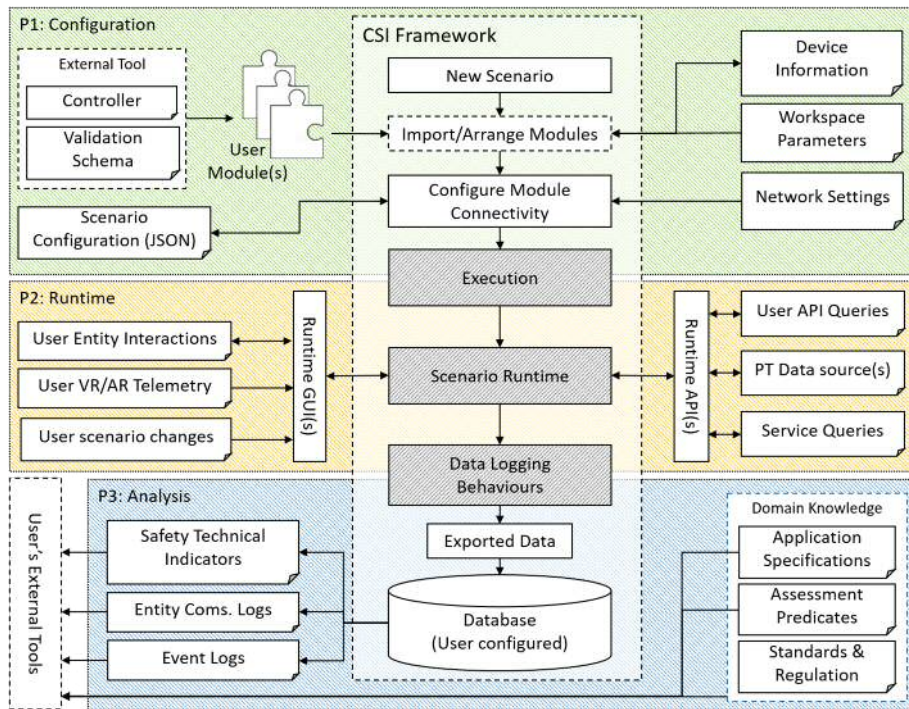 P1: Configuration
External Tool
Controller
Validation
Schema
User
Module(s)
Scenario
Configuration (JSON)
CSI Framework
New Scenario
Import/Arrange Modules
Configure Module
Connectivity
Execution
Device
Information
Workspace
Parameters
Network Settings
P2: Runtime
User Entity Interactions
User VR/AR Telemetry
User scenario changes
Runtime GUI(s)
Scenario Runtime
Runtime API(s)
User API Queries
PT Data source(s)
Service Queries
Data Logging
Behaviours
P3: Analysis
User's External Tools
Safety Technical
Indicators
Entity Coms. Logs
Event Logs
Exported Data
Database
(User configured)
Domain Knowledge
Application
Specifications
Assessment
Predicates
Standards &
Regulation